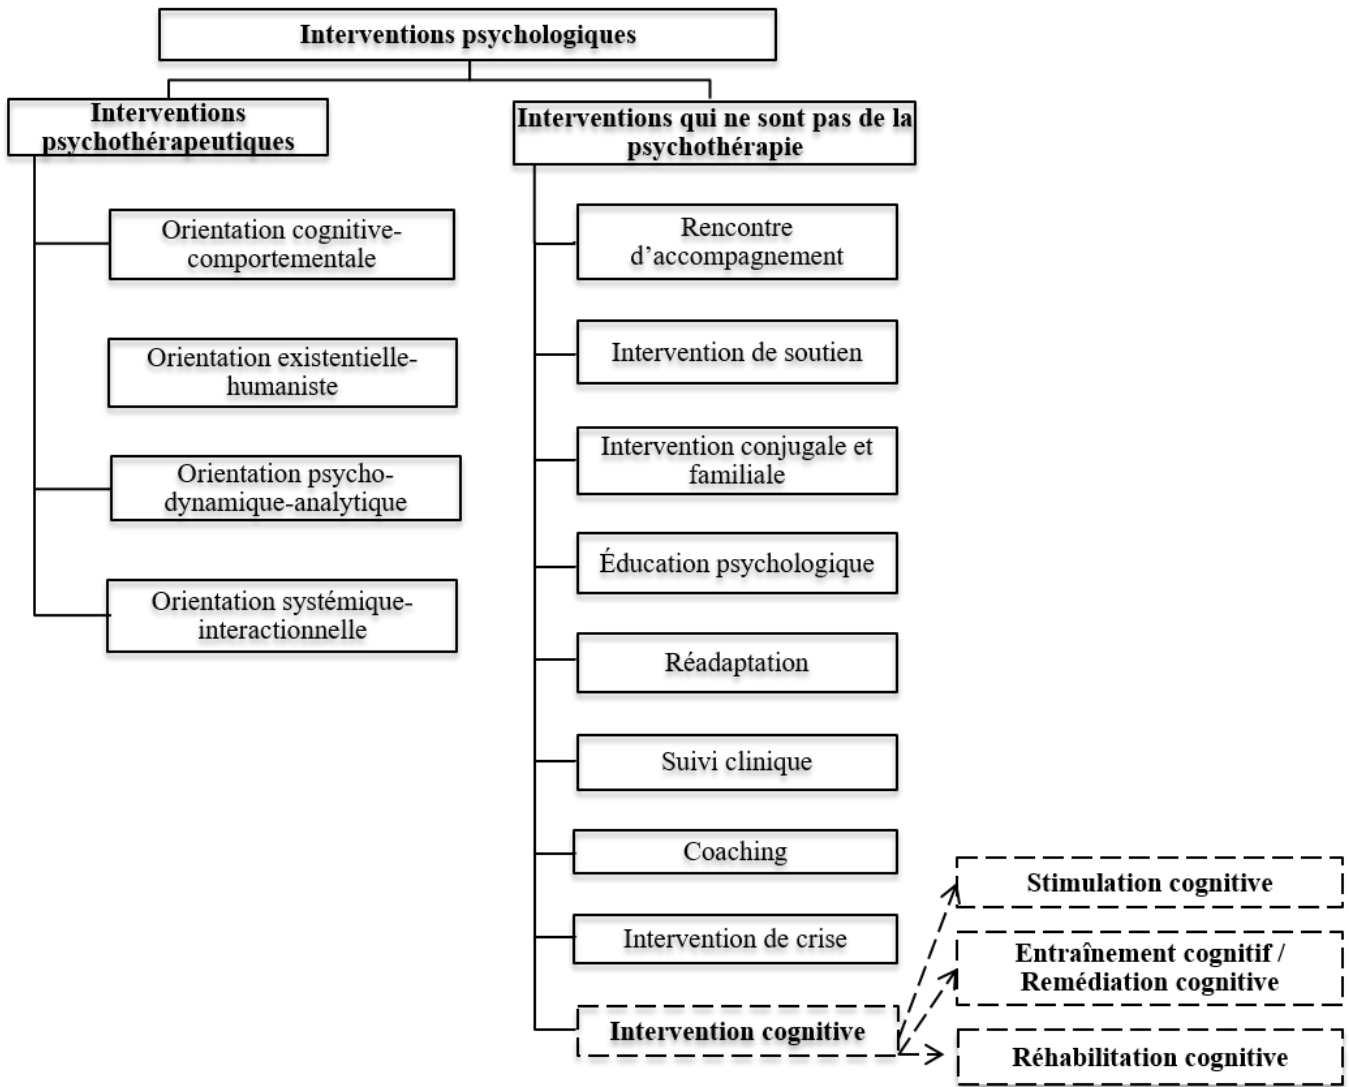 Interventions psychologiques
Interventions
psychothérapeutiques
Interventions qui ne sont pas de la
psychothérapie
Orientation cognitive-
comportementale
Orientation existentielle-
humaniste
Orientation psycho-
dynamique-analytique
Orientation systémique-
interactionnelle
Rencontre
d’accompagnement
Intervention de soutien
Intervention conjugale et
familiale
Éducation psychologique
Réadaptation
Suivi clinique
Coaching
Intervention de crise
Intervention cognitive
Stimulation cognitive
Entraînement cognitif /
Remédiation cognitive
Réhabilitation cognitive